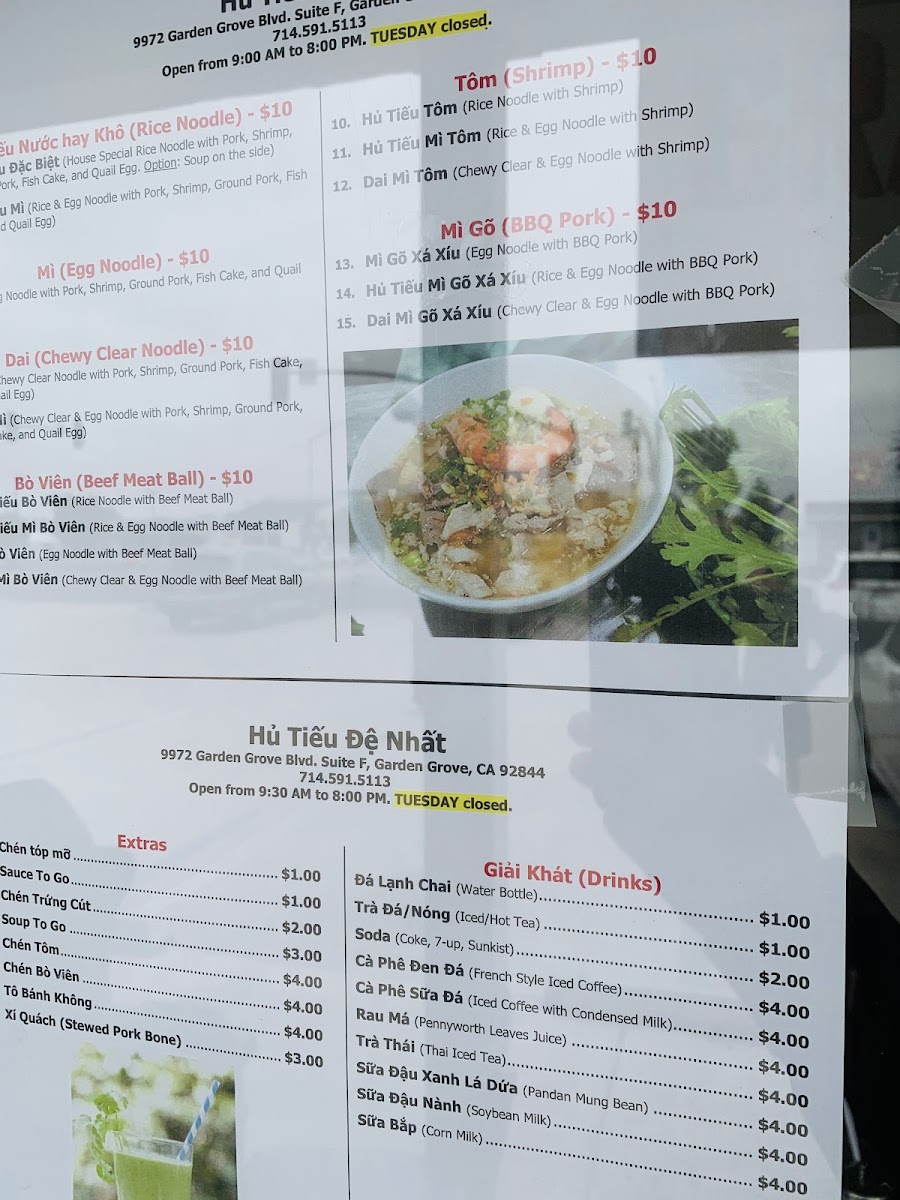 Hủ
9972 Garden Grove Blvd. Suite F, Garden
714.591.5113
Open from 9:00 AM to 8:00 PM. TUESDAY closed.
ếu Nước hay Khô (Rice Noodle) - $10
u Đặc Biệt (House Special Rice Noodle with Pork, Shrimp,
Pork, Fish Cake, and Quail Egg. Option: Soup on the side)
u Mì (Rice & Egg Noodle with Pork, Shrimp, Ground Pork, Fish
d Quail Egg)
Mì (Egg Noodle) - $10
g Noodle with Pork, Shrimp, Ground Pork, Fish Cake, and Quail
Dai (Chewy Clear Noodle) - $10
Chewy Clear Noodle with Pork, Shrimp, Ground Pork, Fish Cake,
ail Egg)
Mì (Chewy Clear & Egg Noodle with Pork, Shrimp, Ground Pork,
ake, and Quail Egg)
Bò Viên (Beef Meat Ball) - $10
iếu Bò Viên (Rice Noodle with Beef Meat Ball)
iếu Mì Bò Viên (Rice & Egg Noodle with Beef Meat Ball)
ò Viên (Egg Noodle with Beef Meat Ball)
Mì Bò Viên (Chewy Clear & Egg Noodle with Beef Meat Ball)
Tôm (Shrimp) - $10
10. Hủ Tiếu Tôm (Rice Noodle with Shrimp)
11. Hủ Tiếu Mì Tôm (Rice & Egg Noodle with Shrimp)
12. Dai Mì Tôm (Chewy Clear & Egg Noodle with Shrimp)
Mì Gõ (BBQ Pork) - $10
13. Mì Gõ Xá Xíu (Egg Noodle with BBQ Pork)
14. Hủ Tiếu Mì Gõ Xá Xíu (Rice & Egg Noodle with BBQ Pork)
15. Dai Mì Gõ Xá Xíu (Chewy Clear & Egg Noodle with BBQ Pork)
Hủ Tiếu Đệ Nhất
9972 Garden Grove Blvd. Suite F, Garden Grove, CA 92844
714.591.5113
Open from 9:30 AM to 8:00 PM. TUESDAY closed.
Extras
Chén tóp mỡ ........ $1.00
Sauce To Go ........ $1.00
Chén Trứng Cút ........ $2.00
Soup To Go ........ $3.00
Chén Tôm ........ $4.00
Chén Bò Viên ........ $4.00
Tô Bánh Không ........ $4.00
Xí Quách (Stewed Pork Bone) ........ $3.00
Giải Khát (Drinks)
Đá Lạnh Chai (Water Bottle) ........ $1.00
Trà Đá/Nóng (Iced/Hot Tea) ........ $1.00
Soda (Coke, 7-up, Sunkist) ........ $2.00
Cà Phê Đen Đá (French Style Iced Coffee) ........ $4.00
Cà Phê Sữa Đá (Iced Coffee with Condensed Milk) ........ $4.00
Rau Má (Pennyworth Leaves Juice) ........ $4.00
Trà Thái (Thai Iced Tea) ........ $4.00
Sữa Đậu Xanh Lá Dứa (Pandan Mung Bean) ........ $4.00
Sữa Đậu Nành (Soybean Milk) ........ $4.00
Sữa Bắp (Corn Milk) ........ $4.00